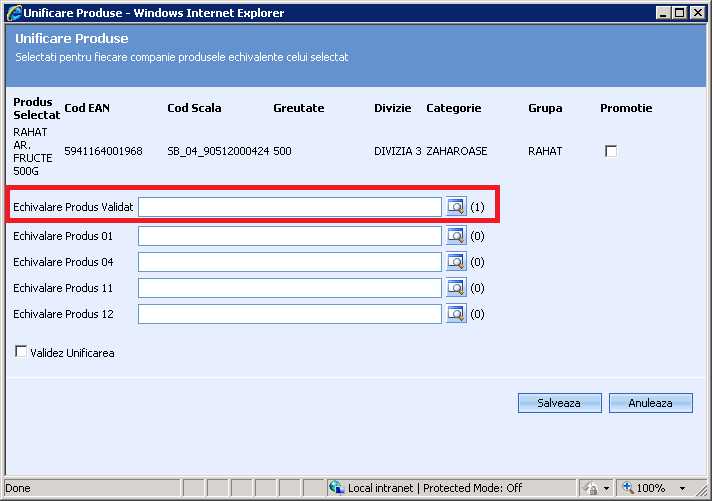 Unificare Produse - Windows Internet Explorer
Unificare Produse
Selectati pentru fiecare companie produsele echivalente celui selectat
Produs Selectat Cod EAN Cod Scala Greutate Divizie Categorie Grupa Promotie
RAHAT AR. FRUCTE 500G 5941164001968 SB_04_90512000424 500 DIVIZIA 3 ZAHAROASE RAHAT
Echivalare Produs Validat (1)
Echivalare Produs 01 (0)
Echivalare Produs 04 (0)
Echivalare Produs 11 (0)
Echivalare Produs 12 (0)
Validez Unificarea
Salveaza Anuleaza
Done Local intranet | Protected Mode: Off 100%